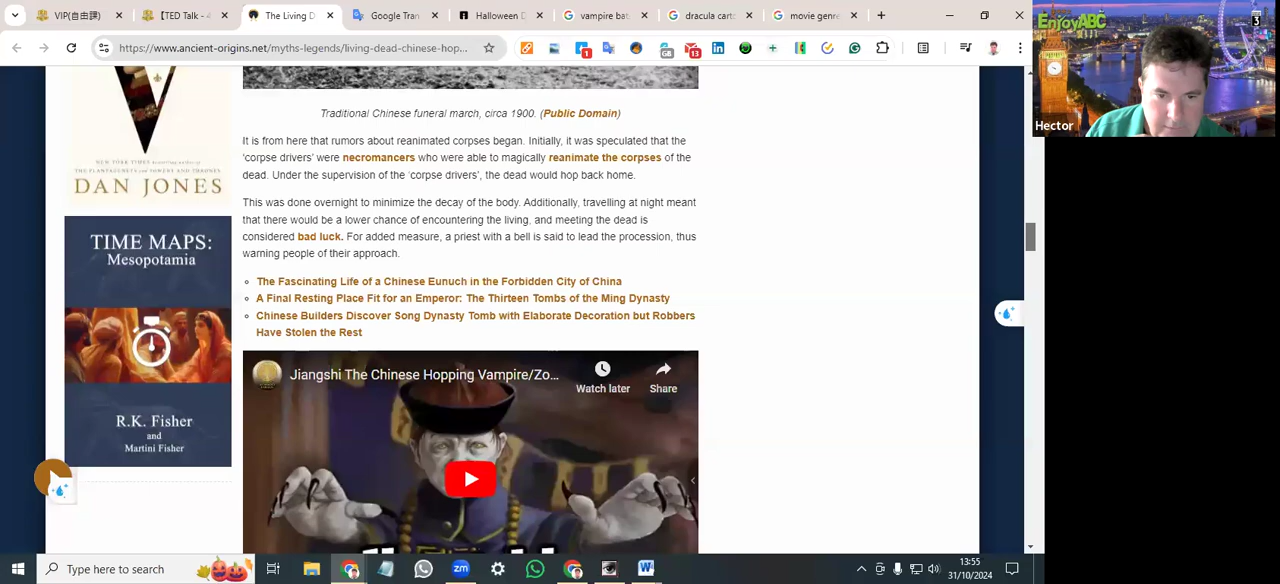 VIP(自由課)
【TED Talk - 4
The Living D
Google Tran
Halloween D
vampire bat
dracula carto
movie genre
https://www.ancient-origins.net/myths-legends/living-dead-chinese-hop...
1
GB
13
EnjoyABC
3
Hector
NEW YORK TIMES
DAN JONES
Traditional Chinese funeral march, circa 1900. (Public Domain)
It is from here that rumors about reanimated corpses began. Initially, it was speculated that the
'corpse drivers' were necromancers who were able to magically reanimate the corpses of the
dead. Under the supervision of the 'corpse drivers', the dead would hop back home.
This was done overnight to minimize the decay of the body. Additionally, travelling at night meant
that there would be a lower chance of encountering the living, and meeting the dead is
considered bad luck. For added measure, a priest with a bell is said to lead the procession, thus
warning people of their approach.
The Fascinating Life of a Chinese Eunuch in the Forbidden City of China
A Final Resting Place Fit for an Emperor: The Thirteen Tombs of the Ming Dynasty
Chinese Builders Discover Song Dynasty Tomb with Elaborate Decoration but Robbers
Have Stolen the Rest
TIME MAPS:
Mesopotamia
R.K. Fisher
and
Martini Fisher
Jiangshi The Chinese Hopping Vampire/Zo...
Watch later
Share
Type here to search
zm
13:55
31/10/2024